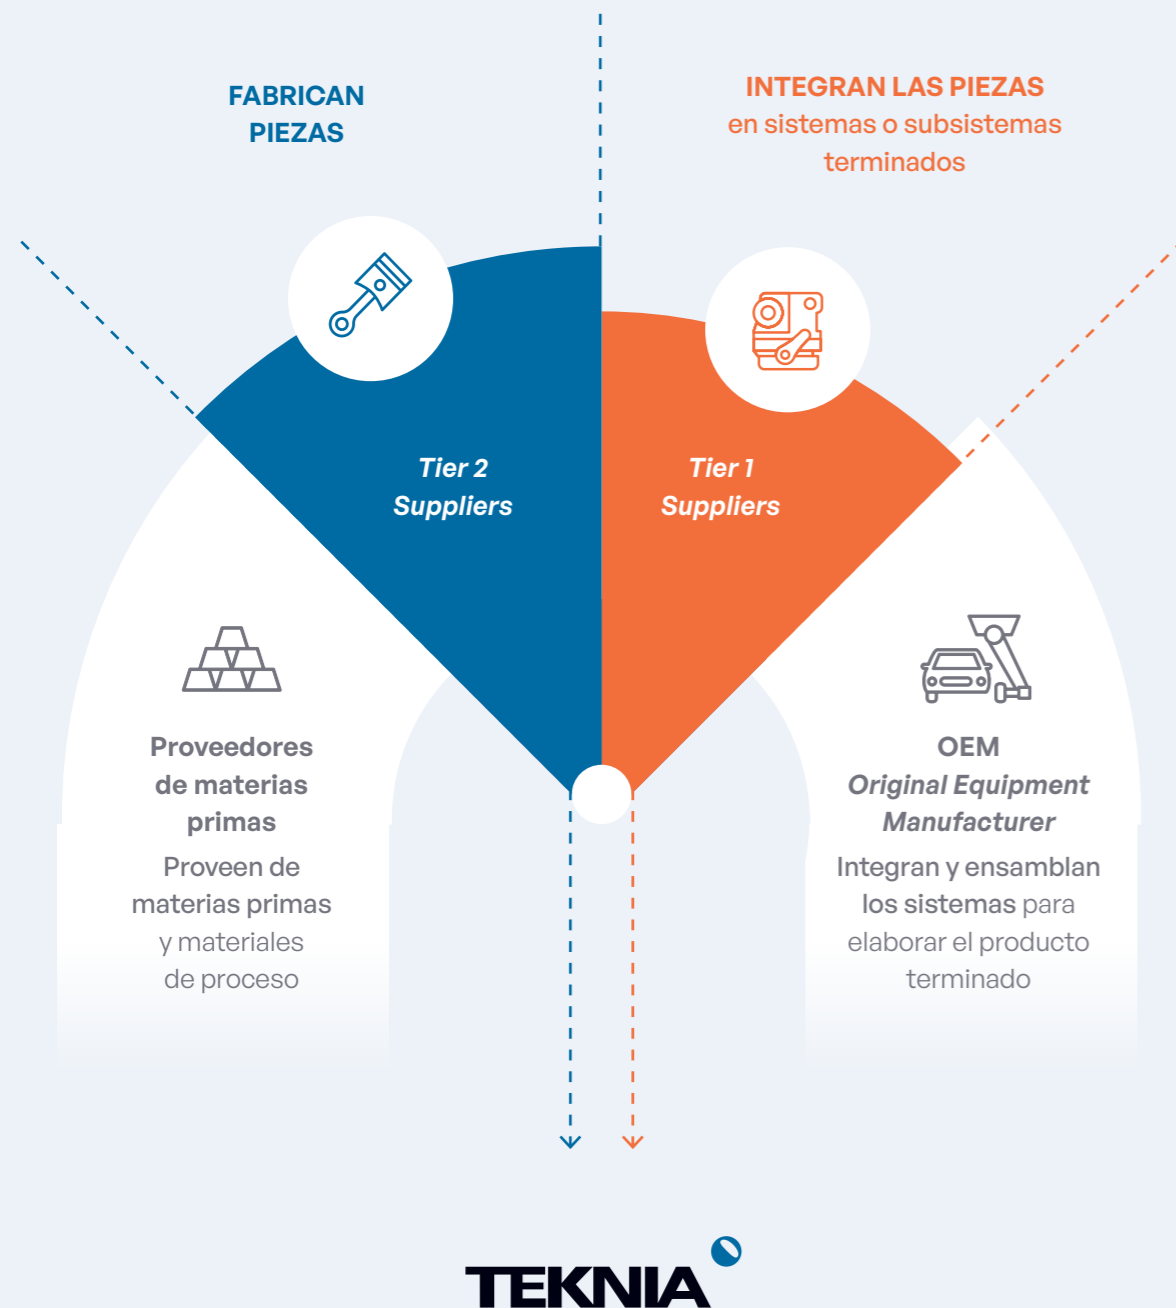 FABRICAN
PIEZAS
INTEGRAN LAS PIEZAS
en sistemas o subsistemas
terminados
Tier 2
Suppliers
Tier 1
Suppliers
Proveedores
de materias
primas
Proveen de
materias primas
y materiales
de proceso
OEM
Original Equipment
Manufacturer
Integran y ensamblan
los sistemas para
elaborar el producto
terminado
TEKNIA